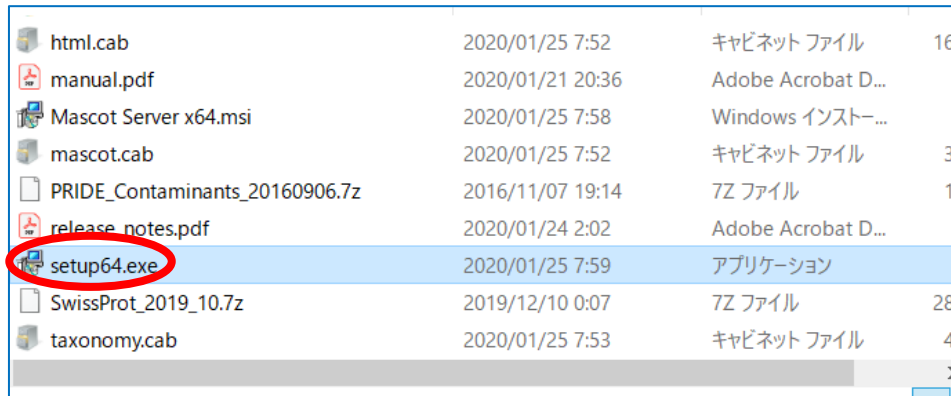 html.cab 2020/01/25 7:52 キャビネット ファイル 16
manual.pdf 2020/01/21 20:36 Adobe Acrobat D...
Mascot Server x64.msi 2020/01/25 7:58 Windows インストー...
mascot.cab 2020/01/25 7:52 キャビネット ファイル 3
PRIDE_Contaminants_20160906.7z 2016/11/07 19:14 7Z ファイル 1
release_notes.pdf 2020/01/24 2:02 Adobe Acrobat D...
setup64.exe 2020/01/25 7:59 アプリケーション
SwissProt_2019_10.7z 2019/12/10 0:07 7Z ファイル 28
taxonomy.cab 2020/01/25 7:53 キャビネット ファイル 4